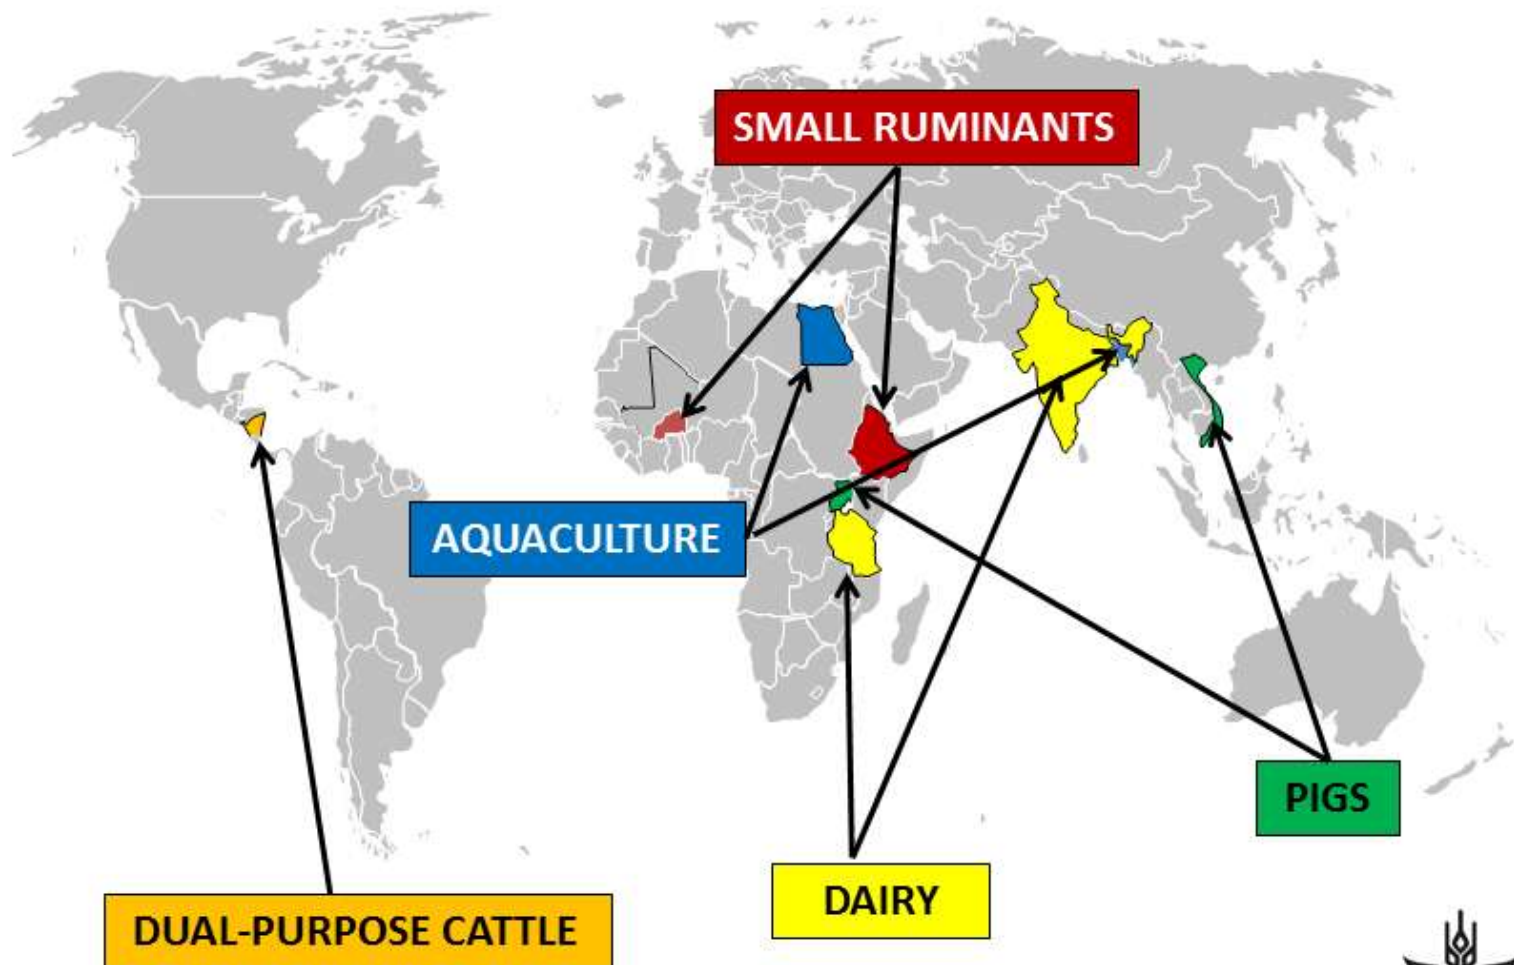 SMALL RUMINANTS
AQUACULTURE
PIGS
DAIRY
DUAL-PURPOSE CATTLE